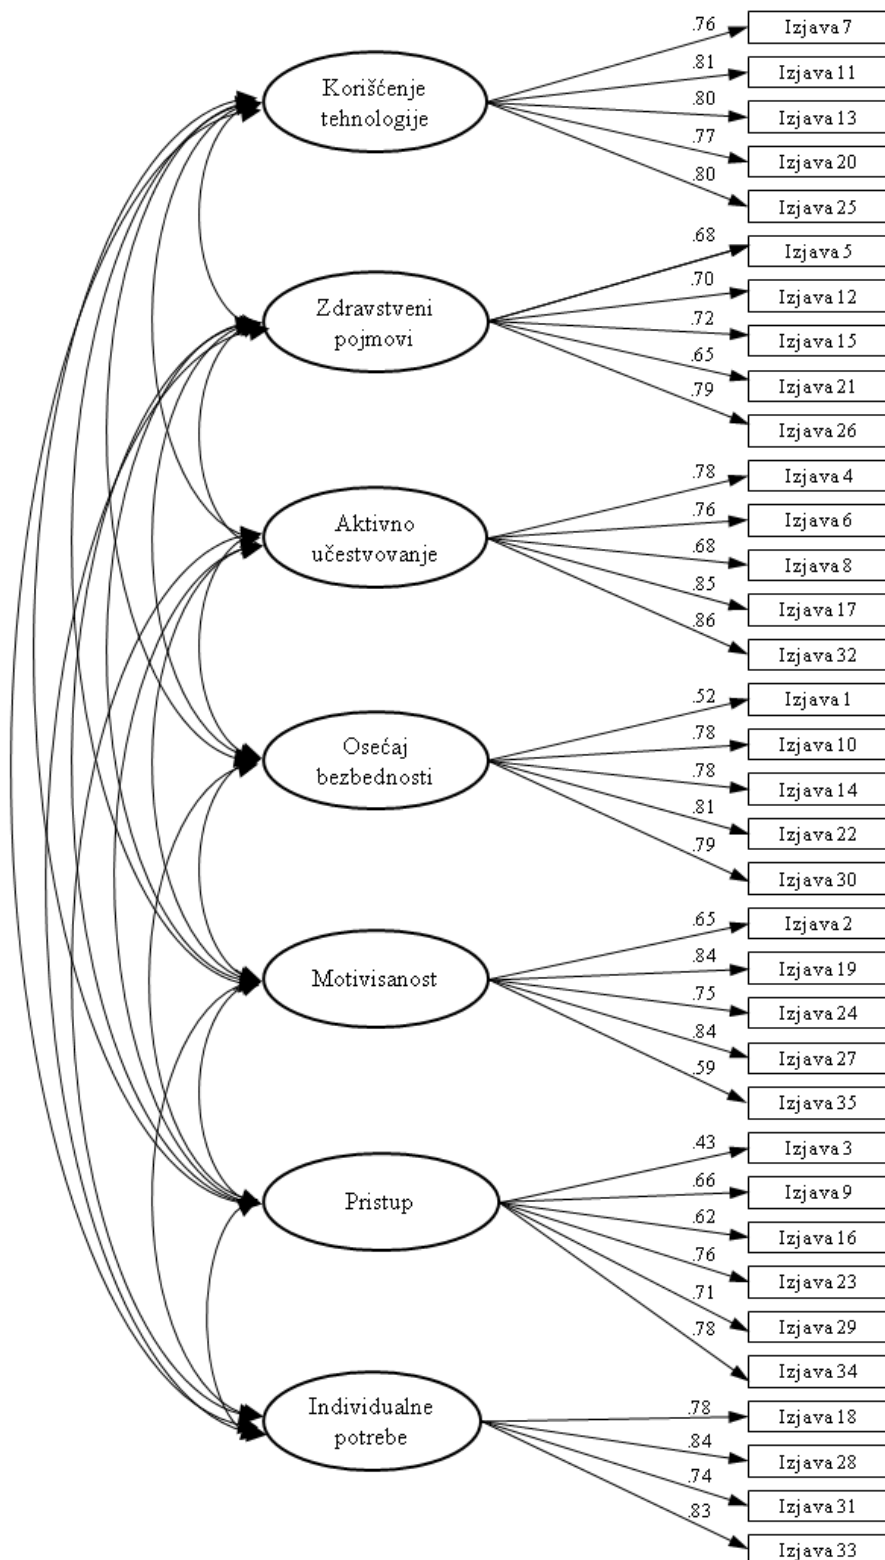 Korišćenje
tehnologije
.76
Izjava 7
.81
Izjava 11
.80
Izjava 13
.77
Izjava 20
.80
Izjava 25
Zdravstveni
pojmovi
.68
Izjava 5
.70
Izjava 12
.72
Izjava 15
.65
Izjava 21
.79
Izjava 26
Aktivno
učestvovanje
.78
Izjava 4
.76
Izjava 6
.68
Izjava 8
.85
Izjava 17
.86
Izjava 32
Osećaj
bezbednosti
.52
Izjava 1
.78
Izjava 10
.78
Izjava 14
.81
Izjava 22
.79
Izjava 30
Motivisanost
.65
Izjava 2
.84
Izjava 19
.75
Izjava 24
.84
Izjava 27
.59
Izjava 35
Pristup
.43
Izjava 3
.66
Izjava 9
.62
Izjava 16
.76
Izjava 23
.71
Izjava 29
.78
Izjava 34
Individualne
potrebe
.78
Izjava 18
.84
Izjava 28
.74
Izjava 31
.83
Izjava 33